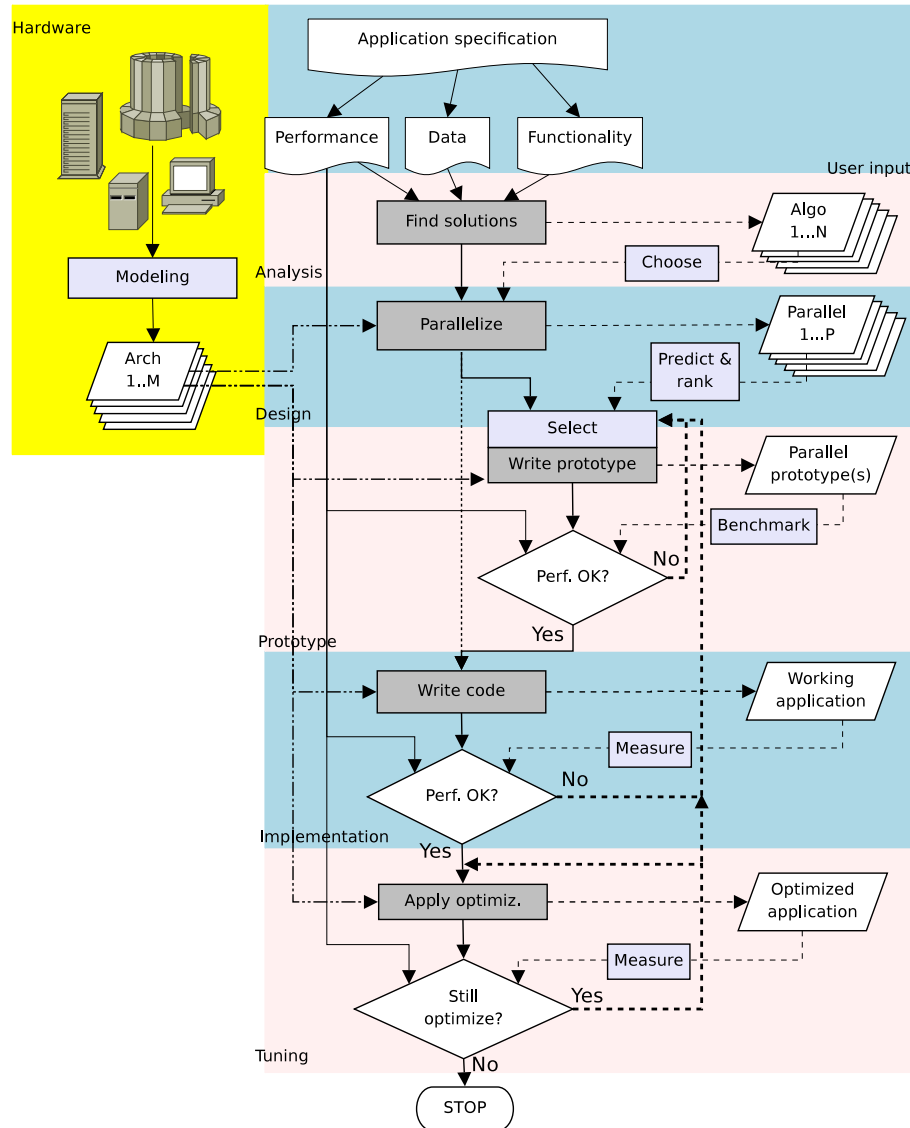 Hardware
Application specification
Performance
Data
Functionality
User input
Find solutions
Algo
1...N
Choose
Analysis
Modeling
Parallelize
Parallel
1...P
Arch
1..M
Predict &
rank
Design
Select
Write prototype
Parallel
prototype(s)
Benchmark
Perf. OK?
No
Yes
Prototype
Write code
Working
application
Measure
Perf. OK?
No
Implementation
Yes
Apply optimiz.
Optimized
application
Measure
Still
optimize?
Yes
Tuning
No
STOP